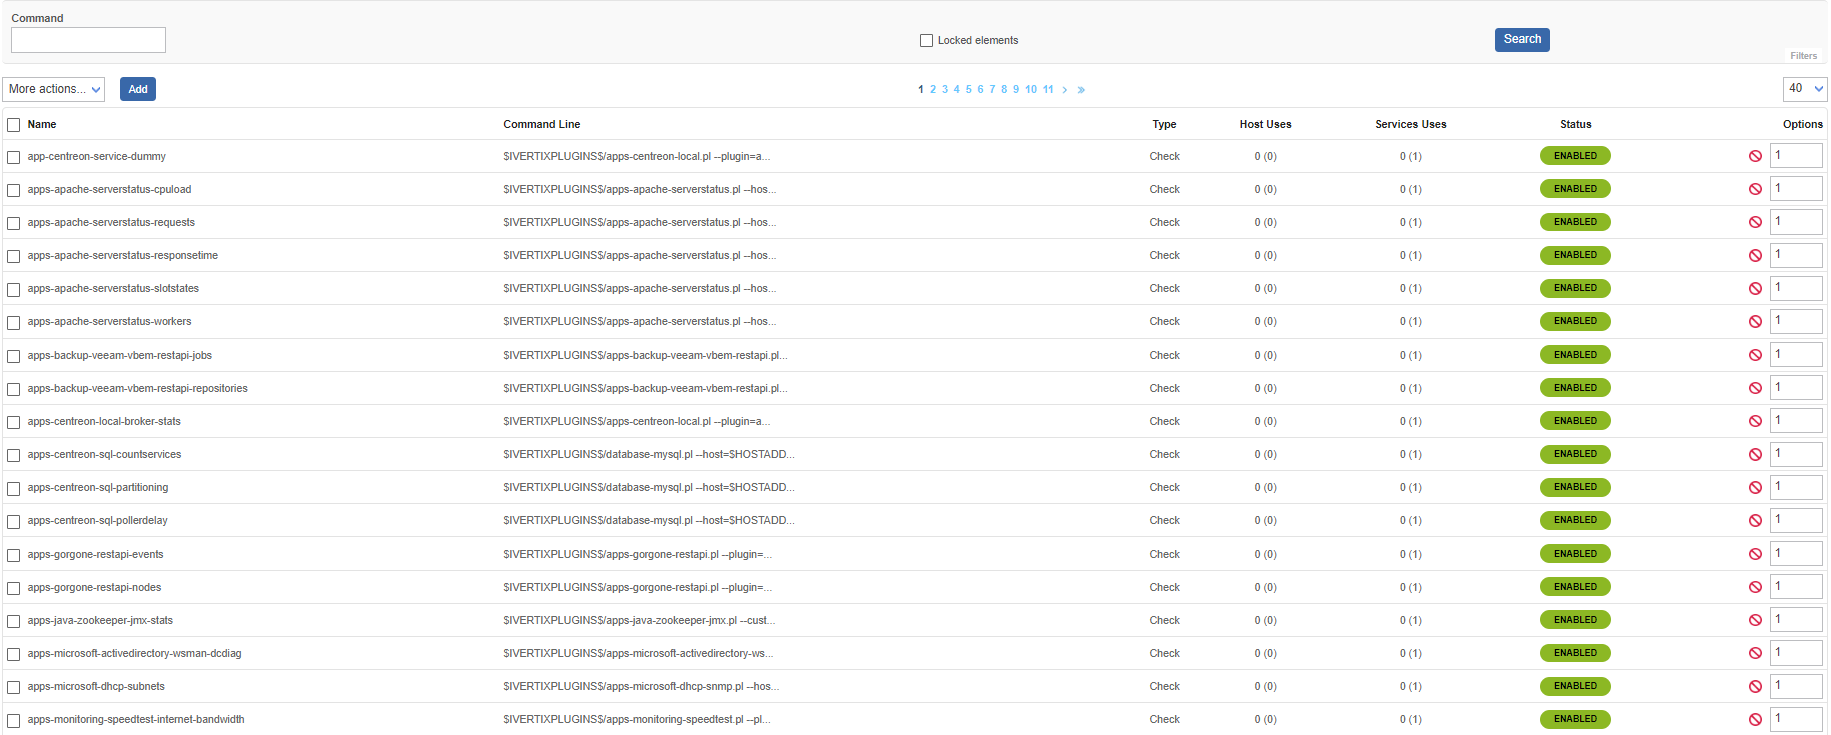 Command
Locked elements
Search
Filters
More actions... Add 1 2 3 4 5 6 7 8 9 10 11 > » 40
Name Command Line Type Host Uses Services Uses Status Options
app-centreon-service-dummy $IVERTIXPLUGINS$/apps-centreon-local.pl --plugin=a... Check 0 (0) 0 (1) ENABLED 1
apps-apache-serverstatus-cpuload $IVERTIXPLUGINS$/apps-apache-serverstatus.pl --hos... Check 0 (0) 0 (1) ENABLED 1
apps-apache-serverstatus-requests $IVERTIXPLUGINS$/apps-apache-serverstatus.pl --hos... Check 0 (0) 0 (1) ENABLED 1
apps-apache-serverstatus-responsetime $IVERTIXPLUGINS$/apps-apache-serverstatus.pl --hos... Check 0 (0) 0 (1) ENABLED 1
apps-apache-serverstatus-slotstates $IVERTIXPLUGINS$/apps-apache-serverstatus.pl --hos... Check 0 (0) 0 (1) ENABLED 1
apps-apache-serverstatus-workers $IVERTIXPLUGINS$/apps-apache-serverstatus.pl --hos... Check 0 (0) 0 (1) ENABLED 1
apps-backup-veeam-vbem-restapi-jobs $IVERTIXPLUGINS$/apps-backup-veeam-vbem-restapi.pl... Check 0 (0) 0 (1) ENABLED 1
apps-backup-veeam-vbem-restapi-repositories $IVERTIXPLUGINS$/apps-backup-veeam-vbem-restapi.pl... Check 0 (0) 0 (1) ENABLED 1
apps-centreon-local-broker-stats $IVERTIXPLUGINS$/apps-centreon-local.pl --plugin=a... Check 0 (0) 0 (1) ENABLED 1
apps-centreon-sql-countservices $IVERTIXPLUGINS$/database-mysql.pl --host=$HOSTADD... Check 0 (0) 0 (1) ENABLED 1
apps-centreon-sql-partitioning $IVERTIXPLUGINS$/database-mysql.pl --host=$HOSTADD... Check 0 (0) 0 (1) ENABLED 1
apps-centreon-sql-pollerdelay $IVERTIXPLUGINS$/database-mysql.pl --host=$HOSTADD... Check 0 (0) 0 (1) ENABLED 1
apps-gorgone-restapi-events $IVERTIXPLUGINS$/apps-gorgone-restapi.pl --plugin=... Check 0 (0) 0 (1) ENABLED 1
apps-gorgone-restapi-nodes $IVERTIXPLUGINS$/apps-gorgone-restapi.pl --plugin=... Check 0 (0) 0 (1) ENABLED 1
apps-java-zookeeper-jmx-stats $IVERTIXPLUGINS$/apps-java-zookeeper-jmx.pl --cust... Check 0 (0) 0 (1) ENABLED 1
apps-microsoft-activedirectory-wsman-dcdiag $IVERTIXPLUGINS$/apps-microsoft-activedirectory-ws... Check 0 (0) 0 (1) ENABLED 1
apps-microsoft-dhcp-subnets $IVERTIXPLUGINS$/apps-microsoft-dhcp-snmp.pl --hos... Check 0 (0) 0 (1) ENABLED 1
apps-monitoring-speedtest-internet-bandwidth $IVERTIXPLUGINS$/apps-monitoring-speedtest.pl --pl... Check 0 (0) 0 (1) ENABLED 1